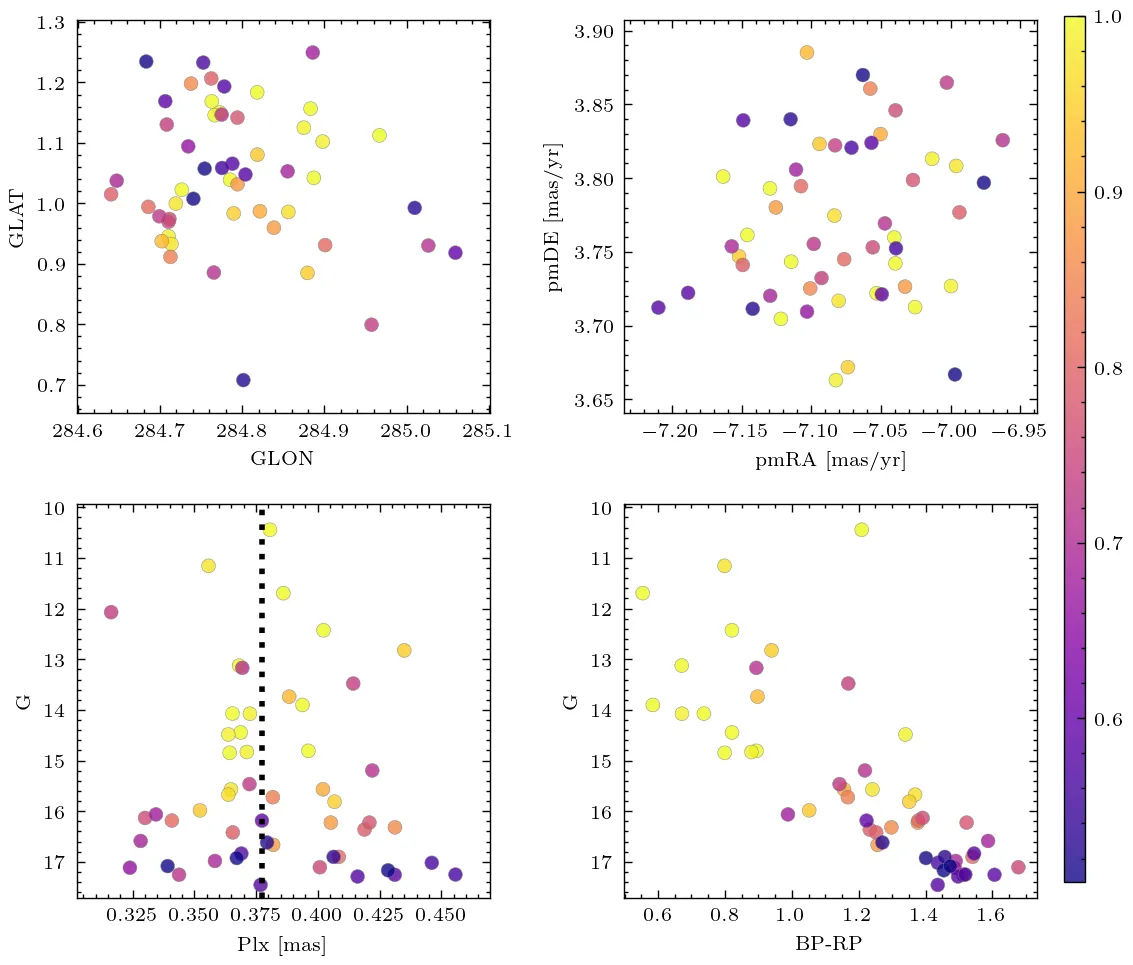 1.3
1.2
1.1
1.0
0.9
0.8
0.7
GLAT
284.6 284.7 284.8 284.9 285.0 285.1
GLON
3.90
3.85
3.80
3.75
3.70
3.65
pmDE [mas/yr]
−7.20 −7.15 −7.10 −7.05 −7.00 −6.95
pmRA [mas/yr]
10
11
12
13
14
15
16
17
G
0.325 0.350 0.375 0.400 0.425 0.450
Plx [mas]
10
11
12
13
14
15
16
17
G
0.6 0.8 1.0 1.2 1.4 1.6
BP-RP
1.0
0.9
0.8
0.7
0.6